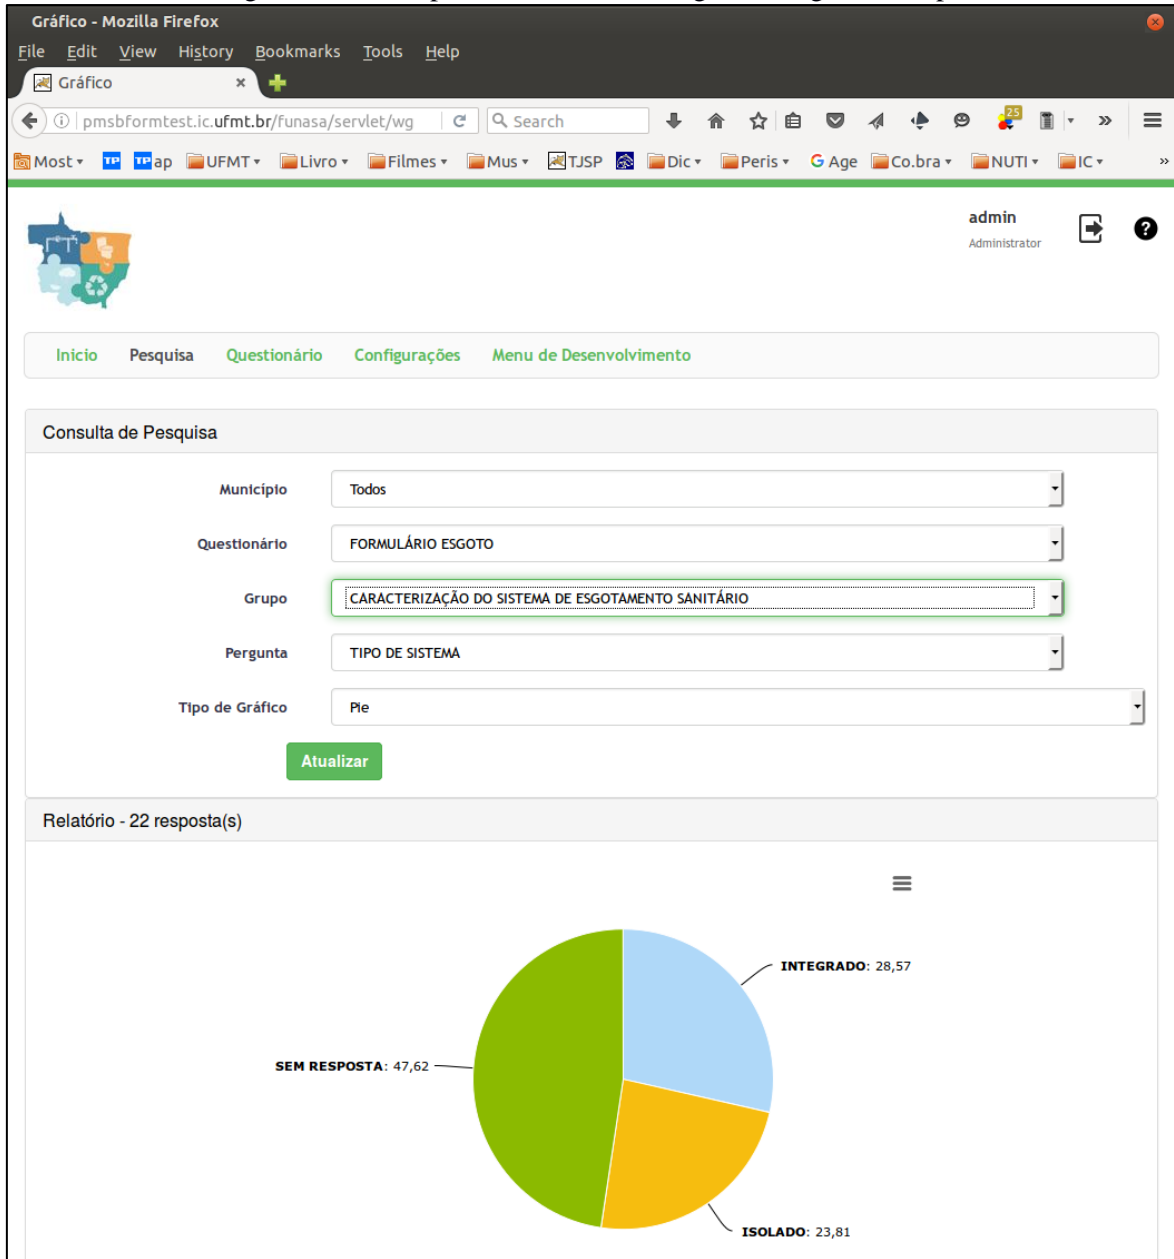 Gráfico - Mozilla Firefox
File Edit View History Bookmarks Tools Help
Gráfico
pmsbformtest.ic.ufmt.br/funasa/servlet/wg Search 25
Most TP TP ap UFMT Livro Filmes Mus TJSP Dic Peris G Age Co.bra NUTI IC »
admin
Administrator
Inicio Pesquisa Questionário Configurações Menu de Desenvolvimento
Consulta de Pesquisa
Município Todos
Questionário FORMULÁRIO ESGOTO
Grupo CARACTERIZAÇÃO DO SISTEMA DE ESGOTAMENTO SANITÁRIO
Pergunta TIPO DE SISTEMA
Tipo de Gráfico Pie
Atualizar
Relatório - 22 resposta(s)
INTEGRADO: 28,57
SEM RESPOSTA: 47,62
ISOLADO: 23,81